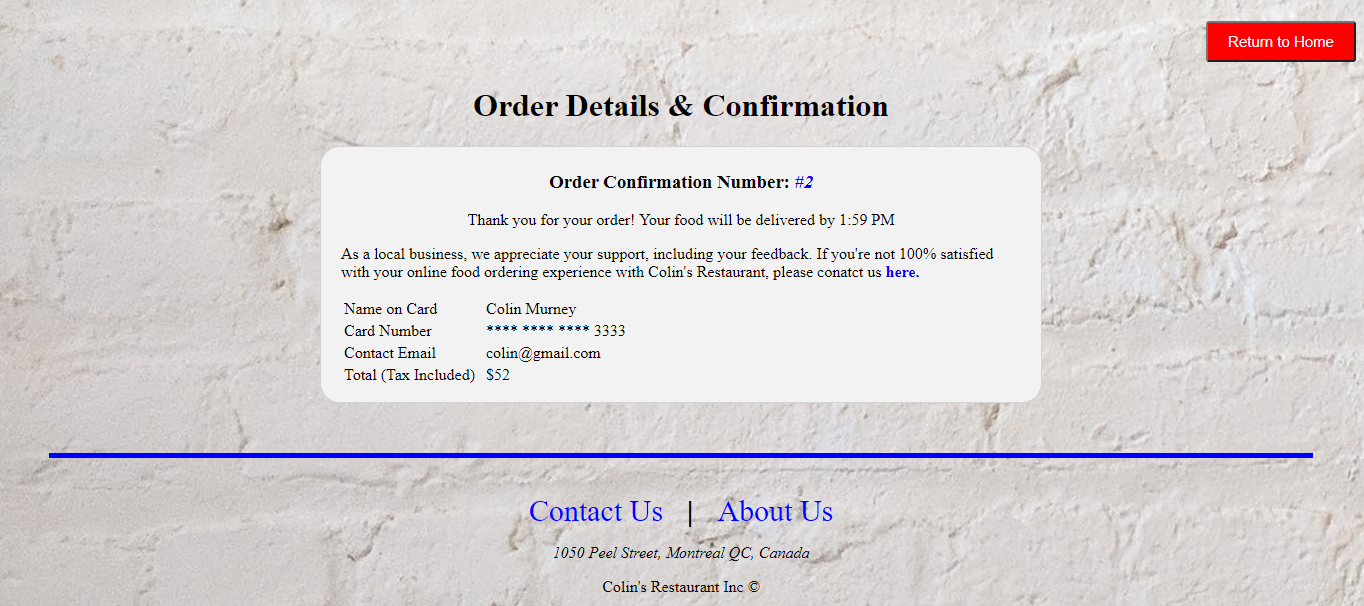 Return to Home
Order Details & Confirmation
Order Confirmation Number: #2
Thank you for your order! Your food will be delivered by 1:59 PM
As a local business, we appreciate your support, including your feedback. If you're not 100% satisfied
with your online food ordering experience with Colin's Restaurant, please conatct us here.
Name on Card Colin Murney
Card Number **** **** **** 3333
Contact Email colin@gmail.com
Total (Tax Included) $52
Contact Us | About Us
1050 Peel Street, Montreal QC, Canada
Colin's Restaurant Inc ©